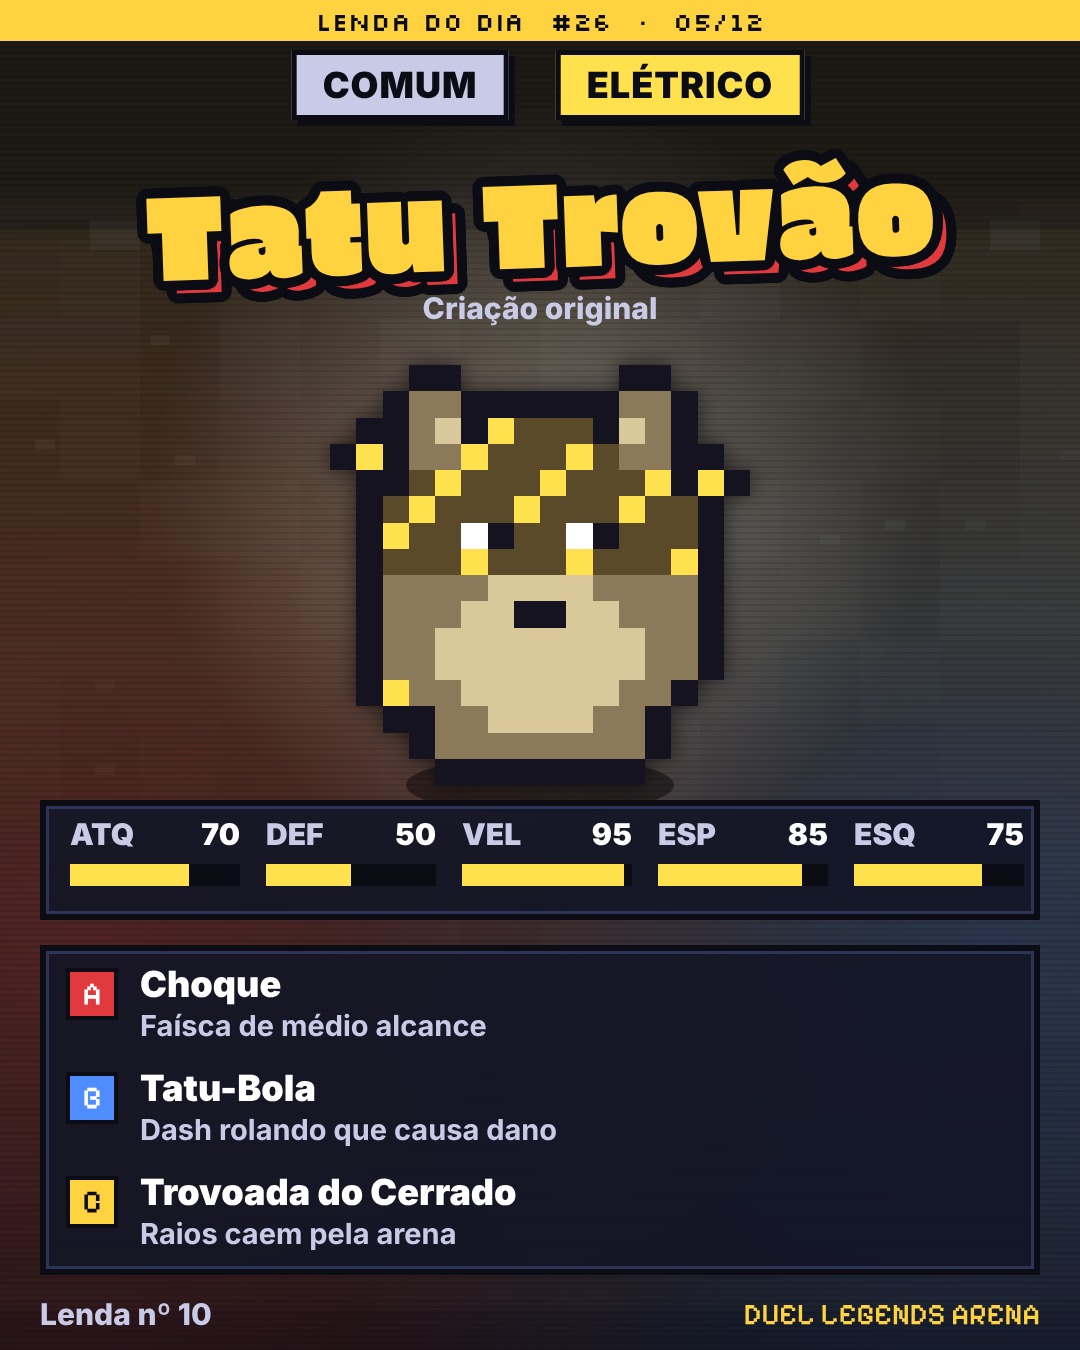 LENDA DO DIA #26 · 05/12
COMUM ELÉTRICO
Tatu Trovão
Criação original
ATQ 70 DEF 50 VEL 95 ESP 85 ESQ 75
A Choque
Faísca de médio alcance
B Tatu-Bola
Dash rolando que causa dano
C Trovoada do Cerrado
Raios caem pela arena
Lenda nº 10 DUEL LEGENDS ARENA